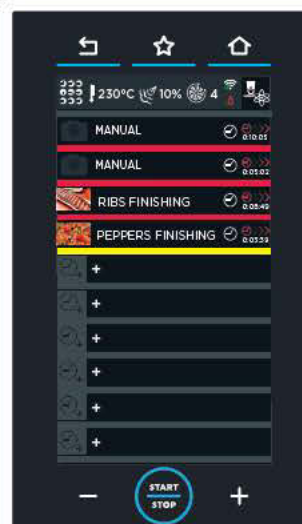 230°C 10% 4
MANUAL 0:10:05
MANUAL 0:05:02
RIBS FINISHING 0:08:49
PEPPERS FINISHING 0:03:59
+
+
+
+
+
+
− START + 
STOP